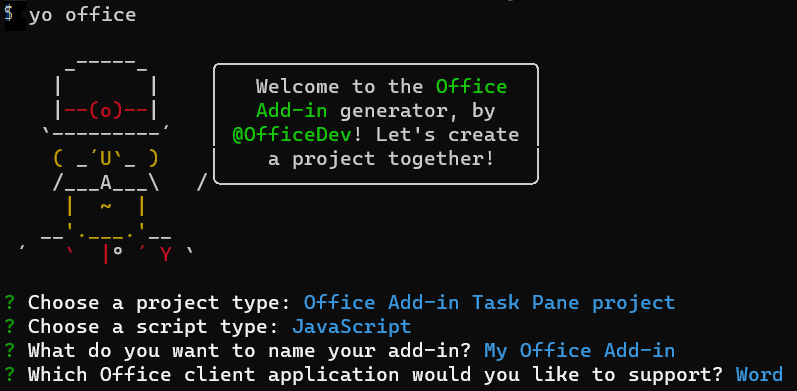 $ yo office
Welcome to the Office
Add-in generator, by
@OfficeDev! Let's create
a project together!
? Choose a project type: Office Add-in Task Pane project
? Choose a script type: JavaScript
? What do you want to name your add-in? My Office Add-in
? Which Office client application would you like to support? Word